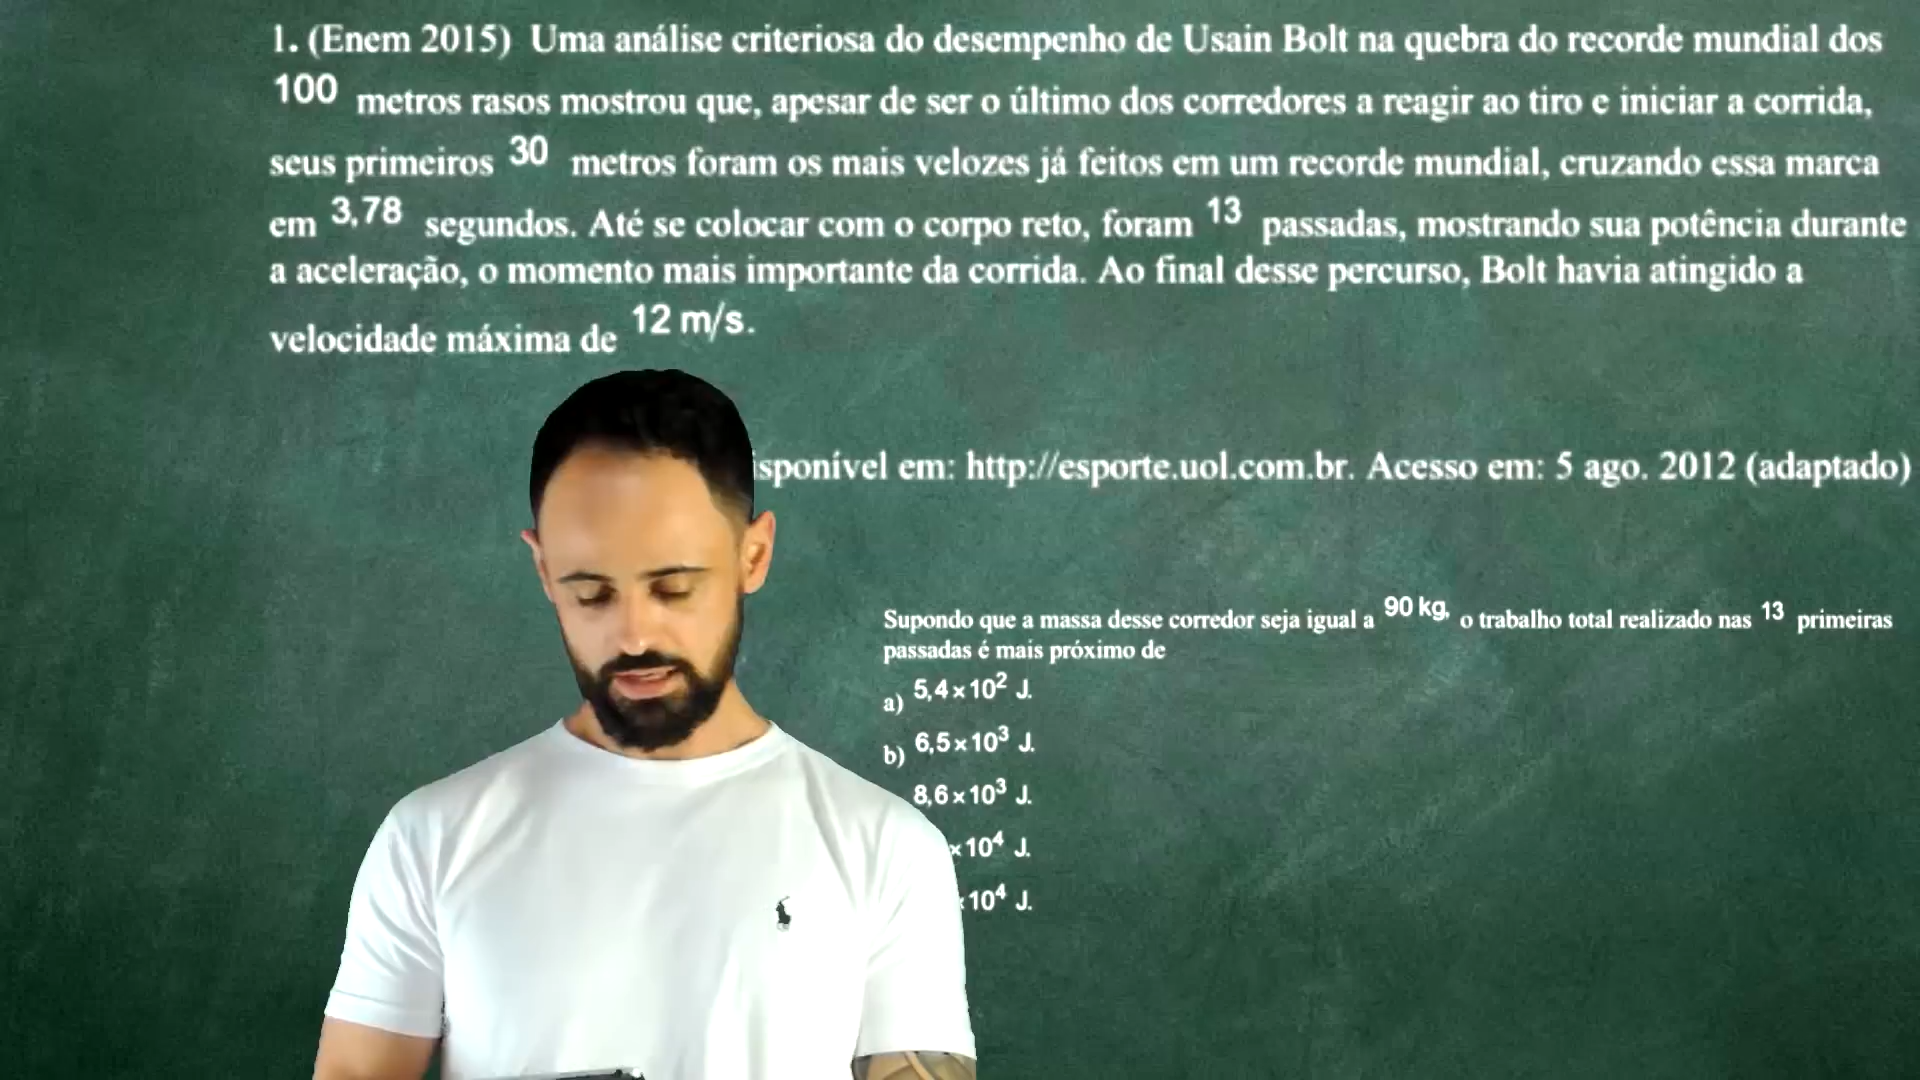 1. (Enem 2015) Uma análise criteriosa do desempenho de Usain Bolt na quebra do recorde mundial dos
100 metros rasos mostrou que, apesar de ser o último dos corredores a reagir ao tiro e iniciar a corrida,
seus primeiros 30 metros foram os mais velozes já feitos em um recorde mundial, cruzando essa marca
em 3,78 segundos. Até se colocar com o corpo reto, foram 13 passadas, mostrando sua potência durante
a aceleração, o momento mais importante da corrida. Ao final desse percurso, Bolt havia atingido a
velocidade máxima de 12 m/s.
isponível em: http://esporte.uol.com.br. Acesso em: 5 ago. 2012 (adaptado)
Supondo que a massa desse corredor seja igual a 90 kg, o trabalho total realizado nas 13 primeiras
passadas é mais próximo de
a) 5,4×10² J.
b) 6,5×10³ J.
8,6×10³ J.
×10⁴ J.
×10⁴ J.